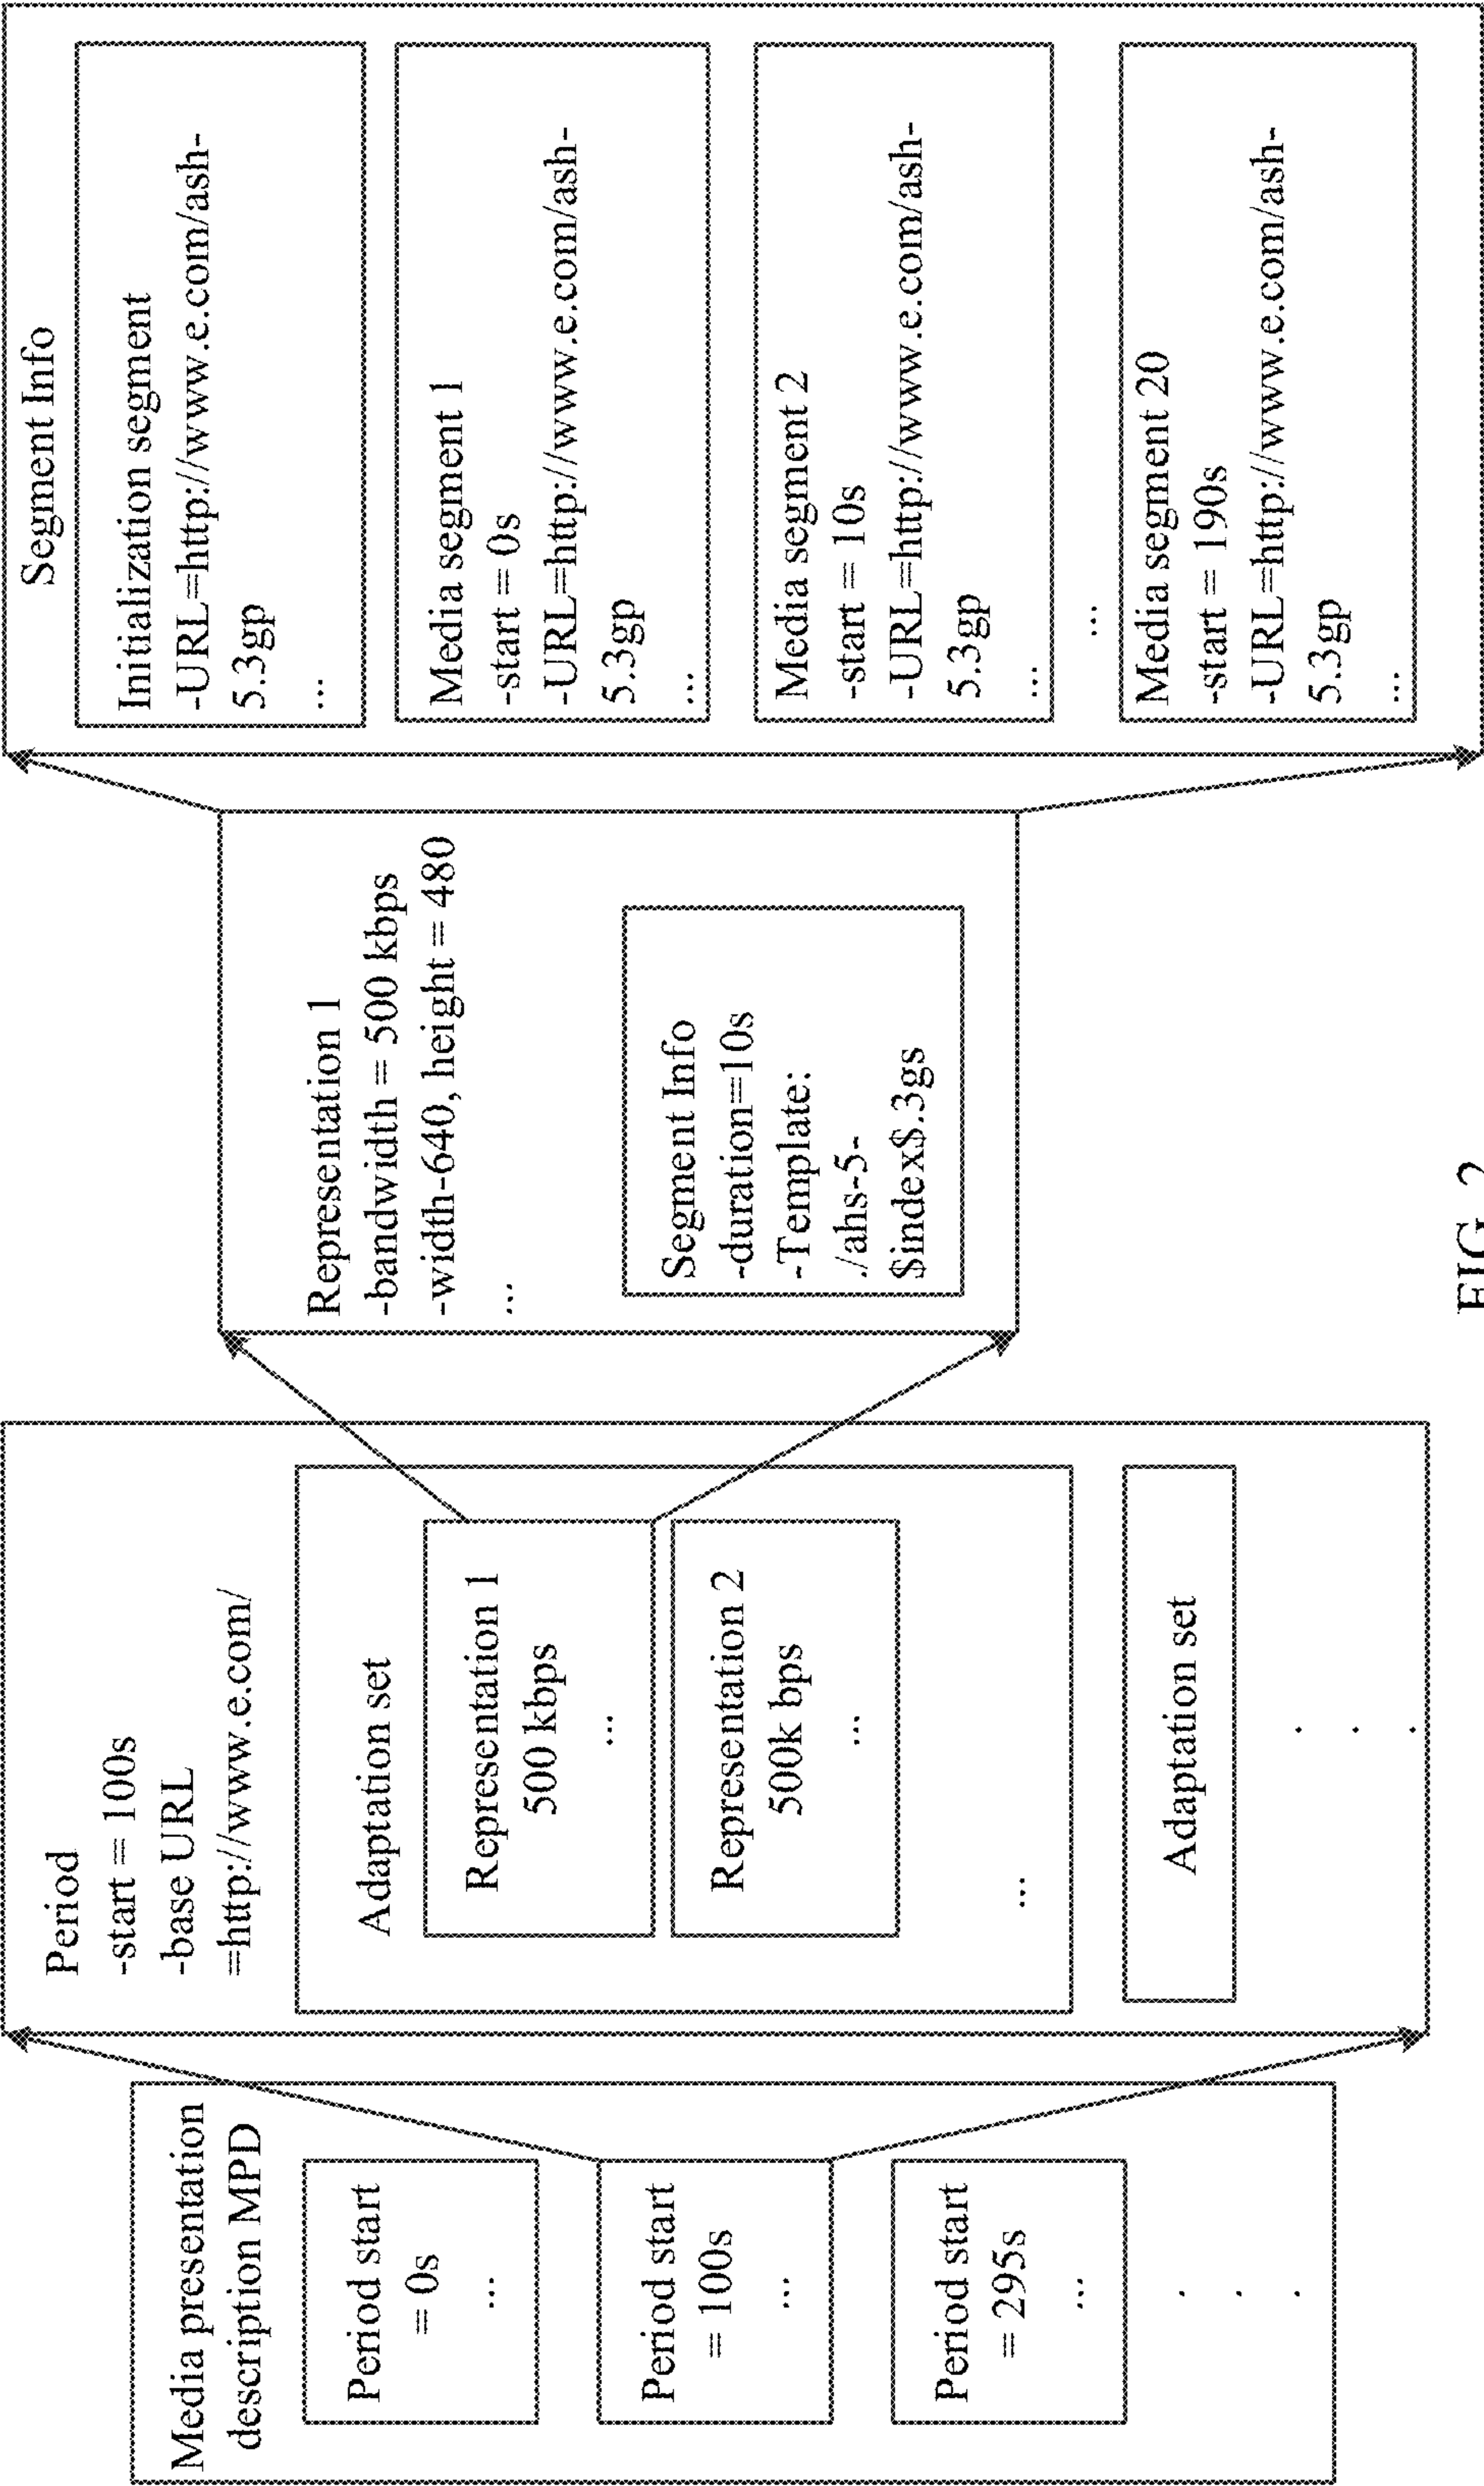 Media presentation
description MPD
Period start
= 0s
...
Period start
= 100s
...
Period start
= 295s
...
.
.
.
Period
-start = 100s
-base URL
=http://www.e.com/
Adaptation set
Representation 1
500 kbps
...
Representation 2
500k bps
...
...
Adaptation set
.
.
.
Representation 1
-bandwidth = 500 kbps
-width-640, height = 480
...
Segment Info
-duration=10s
-Template:
./ahs-5-
$index$.3gs
Segment Info
Initialization segment
-URL=http://www.e.com/ash-
5.3gp
...
Media segment 1
-start = 0s
-URL=http://www.e.com/ash-
5.3gp
...
Media segment 2
-start = 10s
-URL=http://www.e.com/ash-
5.3gp
...
...
Media segment 20
-start = 190s
-URL=http://www.e.com/ash-
5.3gp
...
FIG. 2